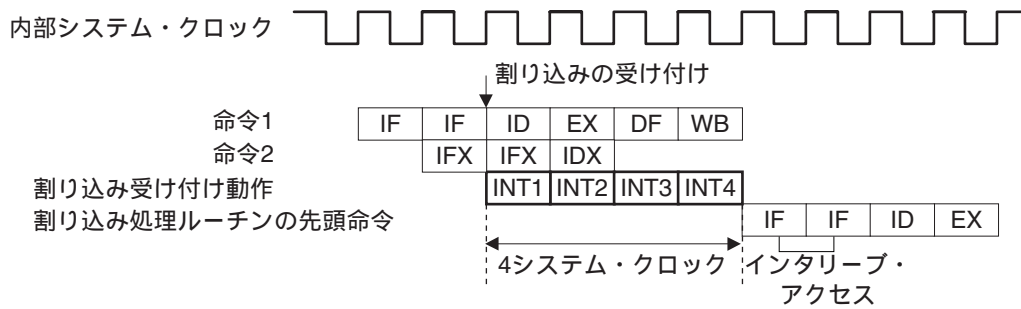 内部システム・クロック
割り込みの受け付け
命令1 IF IF ID EX DF WB
命令2 IFX IFX IDX
割り込み受け付け動作 INT1 INT2 INT3 INT4
割り込み処理ルーチンの先頭命令 IF IF ID EX
4システム・クロック
インタリーブ・
アクセス